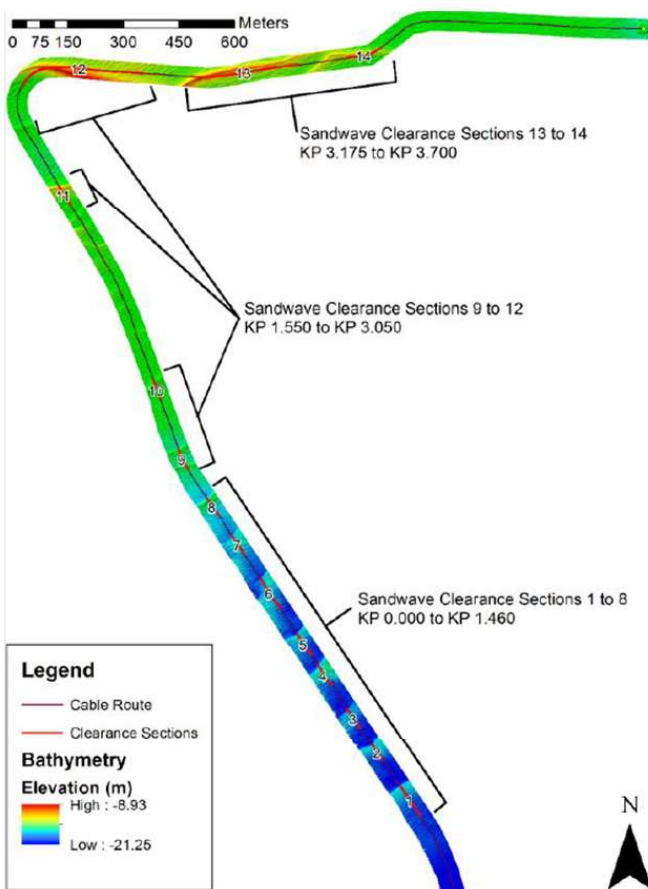 Meters
0 75 150 300 450 600
12
13
14
Sandwave Clearance Sections 13 to 14
KP 3.175 to KP 3.700
11
Sandwave Clearance Sections 9 to 12
KP 1.550 to KP 3.050
10
9
8
7
6
Sandwave Clearance Sections 1 to 8
KP 0.000 to KP 1.460
5
4
3
2
1
Legend
Cable Route
Clearance Sections
Bathymetry
Elevation (m)
High : -8.93
Low : -21.25
N